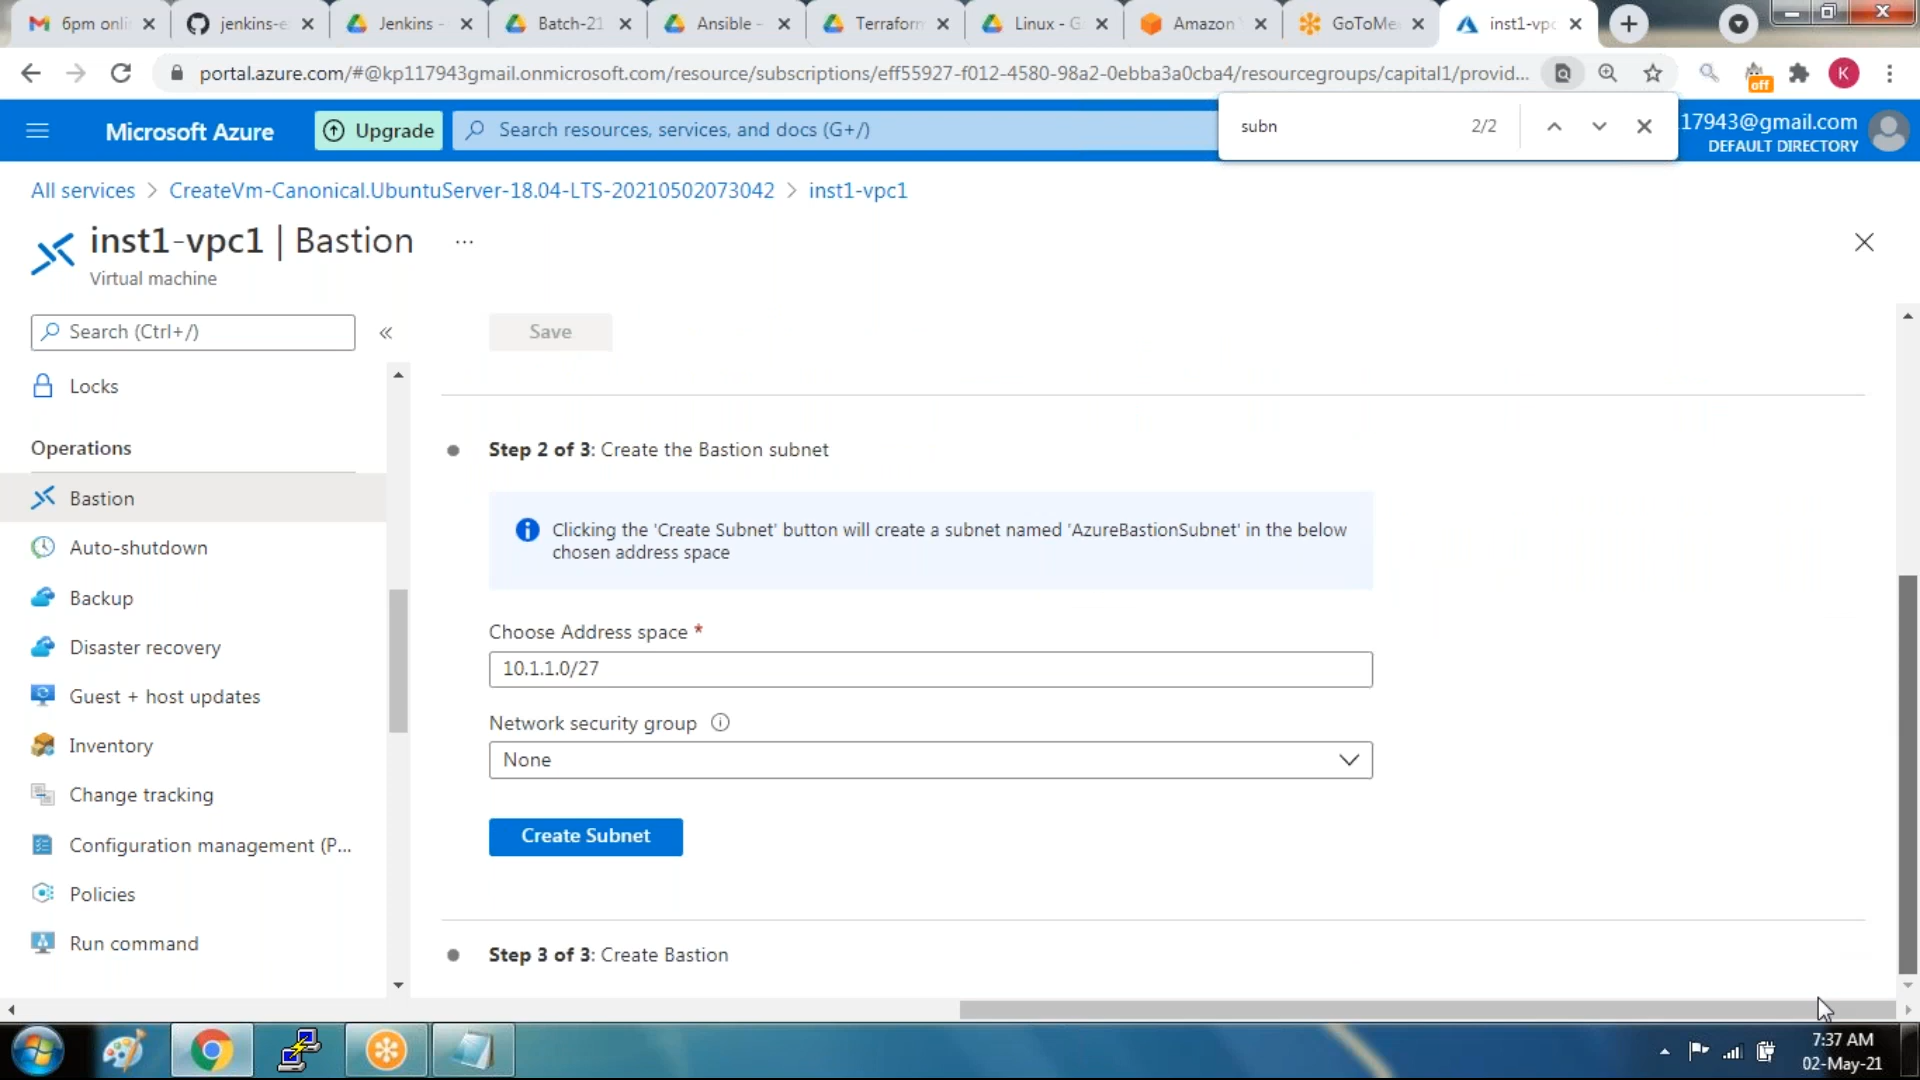 6pm onli
jenkins-e
Jenkins -
Batch-21
Ansible -
Terraform
Linux - G
Amazon
GoToMe
inst1-vpc
portal.azure.com/#@kp117943gmail.onmicrosoft.com/resource/subscriptions/eff55927-f012-4580-98a2-0ebba3a0cba4/resourcegroups/capital1/provid...
off
K
Microsoft Azure
Upgrade
Search resources, services, and docs (G+/)
subn
2/2
17943@gmail.com
DEFAULT DIRECTORY
All services > CreateVm-Canonical.UbuntuServer-18.04-LTS-20210502073042 > inst1-vpc1
inst1-vpc1 | Bastion ...
Virtual machine
Search (Ctrl+/)
«
Save
Locks
Operations
Bastion
Auto-shutdown
Backup
Disaster recovery
Guest + host updates
Inventory
Change tracking
Configuration management (P...
Policies
Run command
Step 2 of 3: Create the Bastion subnet
Clicking the 'Create Subnet' button will create a subnet named 'AzureBastionSubnet' in the below
chosen address space
Choose Address space *
10.1.1.0/27
Network security group
None
Create Subnet
Step 3 of 3: Create Bastion
7:37 AM
02-May-21